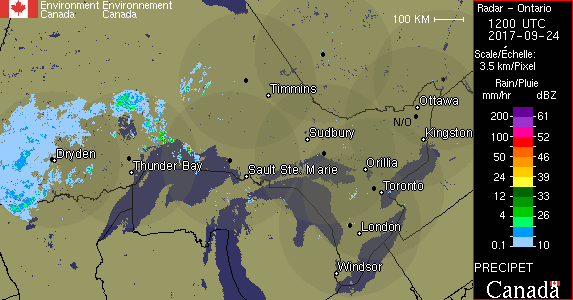 Environment Environnement
Canada Canada
100 KM
Timmins
Ottawa
N/O
Sudbury
Kingston
Dryden
Thunder Bay
Sault Ste. Marie
Orillia
Toronto
London
Windsor
Radar - Ontario
1200 UTC
2017-09-24
Scale/Échelle:
3.5 km/Pixel
Rain/Pluie
mm/hr dBZ
200 61
100 52
50 46
24 39
12 33
4 26
0.1 10
PRECIPET
Canada